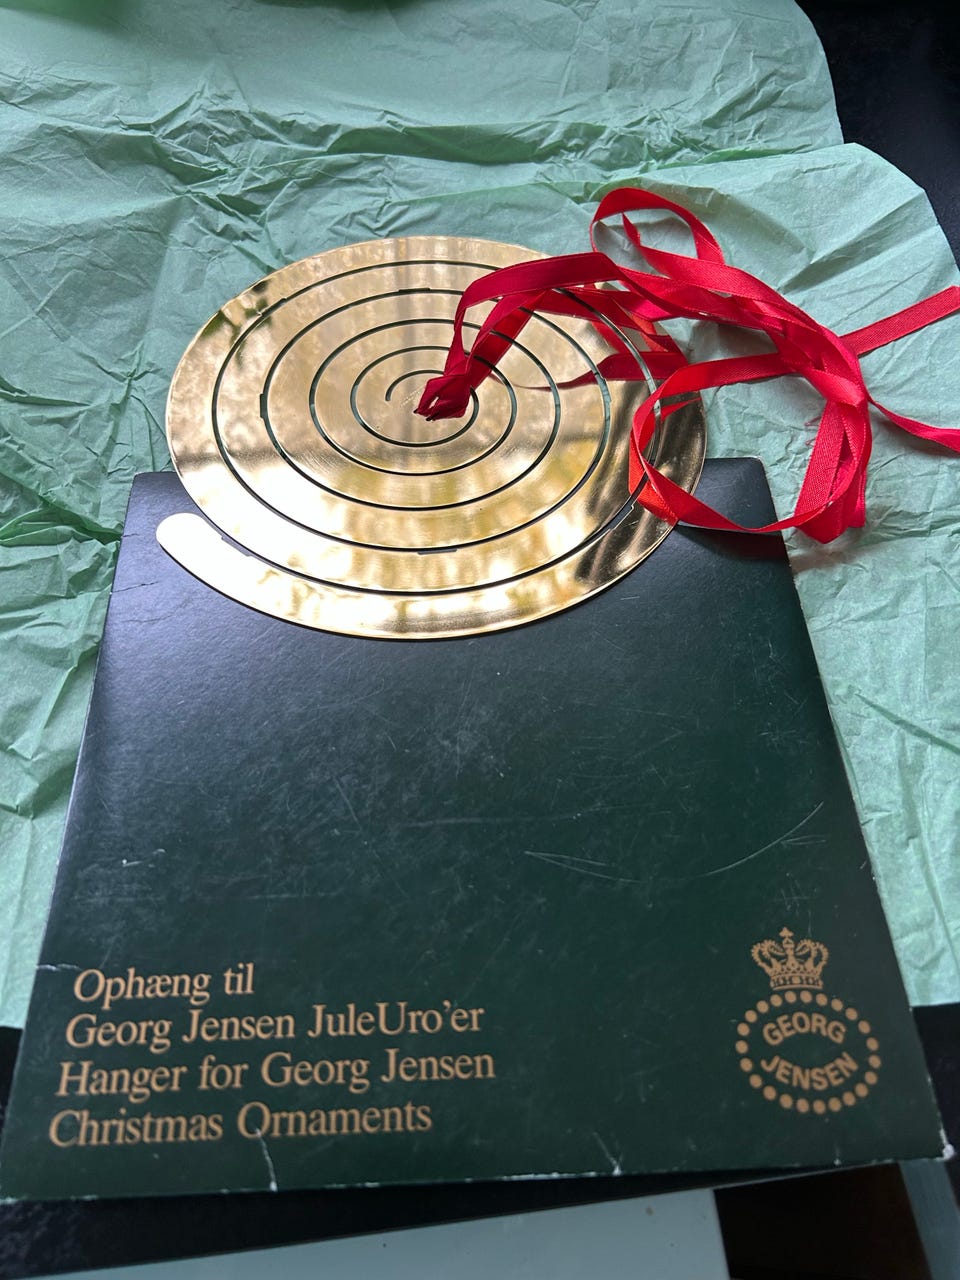 Ophæng til
Georg Jensen JuleUro'er
Hanger for Georg Jensen
Christmas Ornaments
GEORG
JENSEN